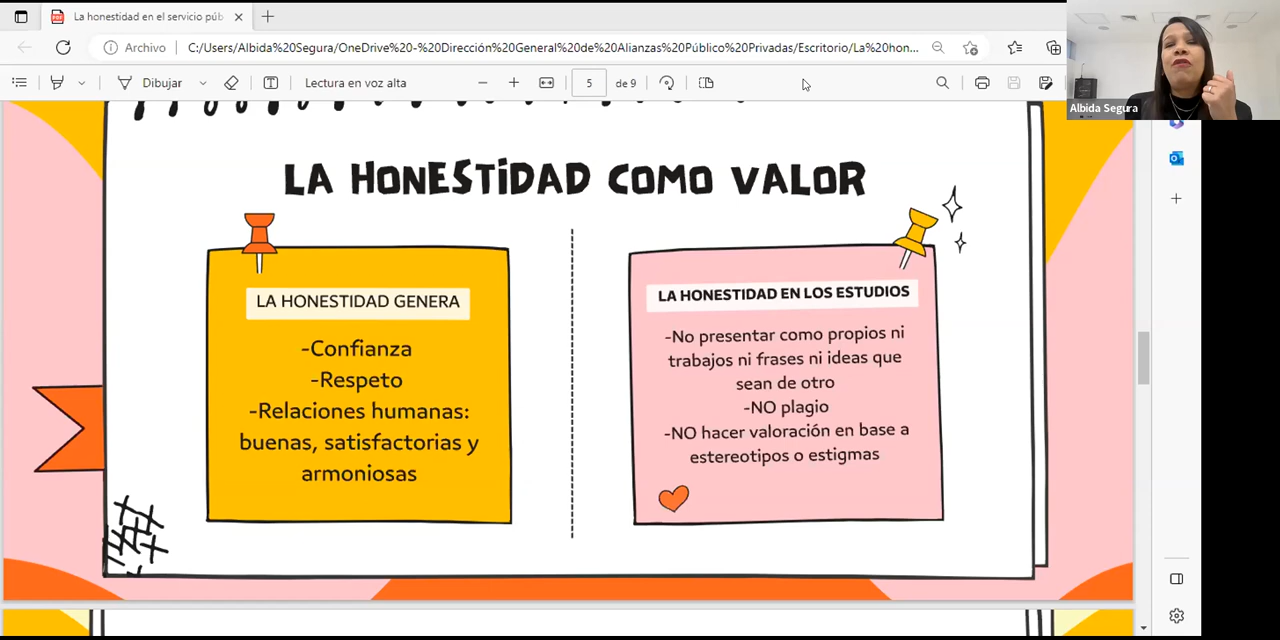 La honestidad en el servicio púb
Archivo
C:/Users/Albida%20Segura/OneDrive%20-%20Dirección%20General%20de%20Alianzas%20Público%20Privadas/Escritorio/La%20hon...
Albida Segura
Dibujar
Lectura en voz alta
5
de 9
LA HONESTIDAD COMO VALOR
LA HONESTIDAD GENERA
-Confianza
-Respeto
-Relaciones humanas:
buenas, satisfactorias y
armoniosas
LA HONESTIDAD EN LOS ESTUDIOS
-No presentar como propios ni
trabajos ni frases ni ideas que
sean de otro
-NO plagio
-NO hacer valoración en base a
estereotipos o estigmas